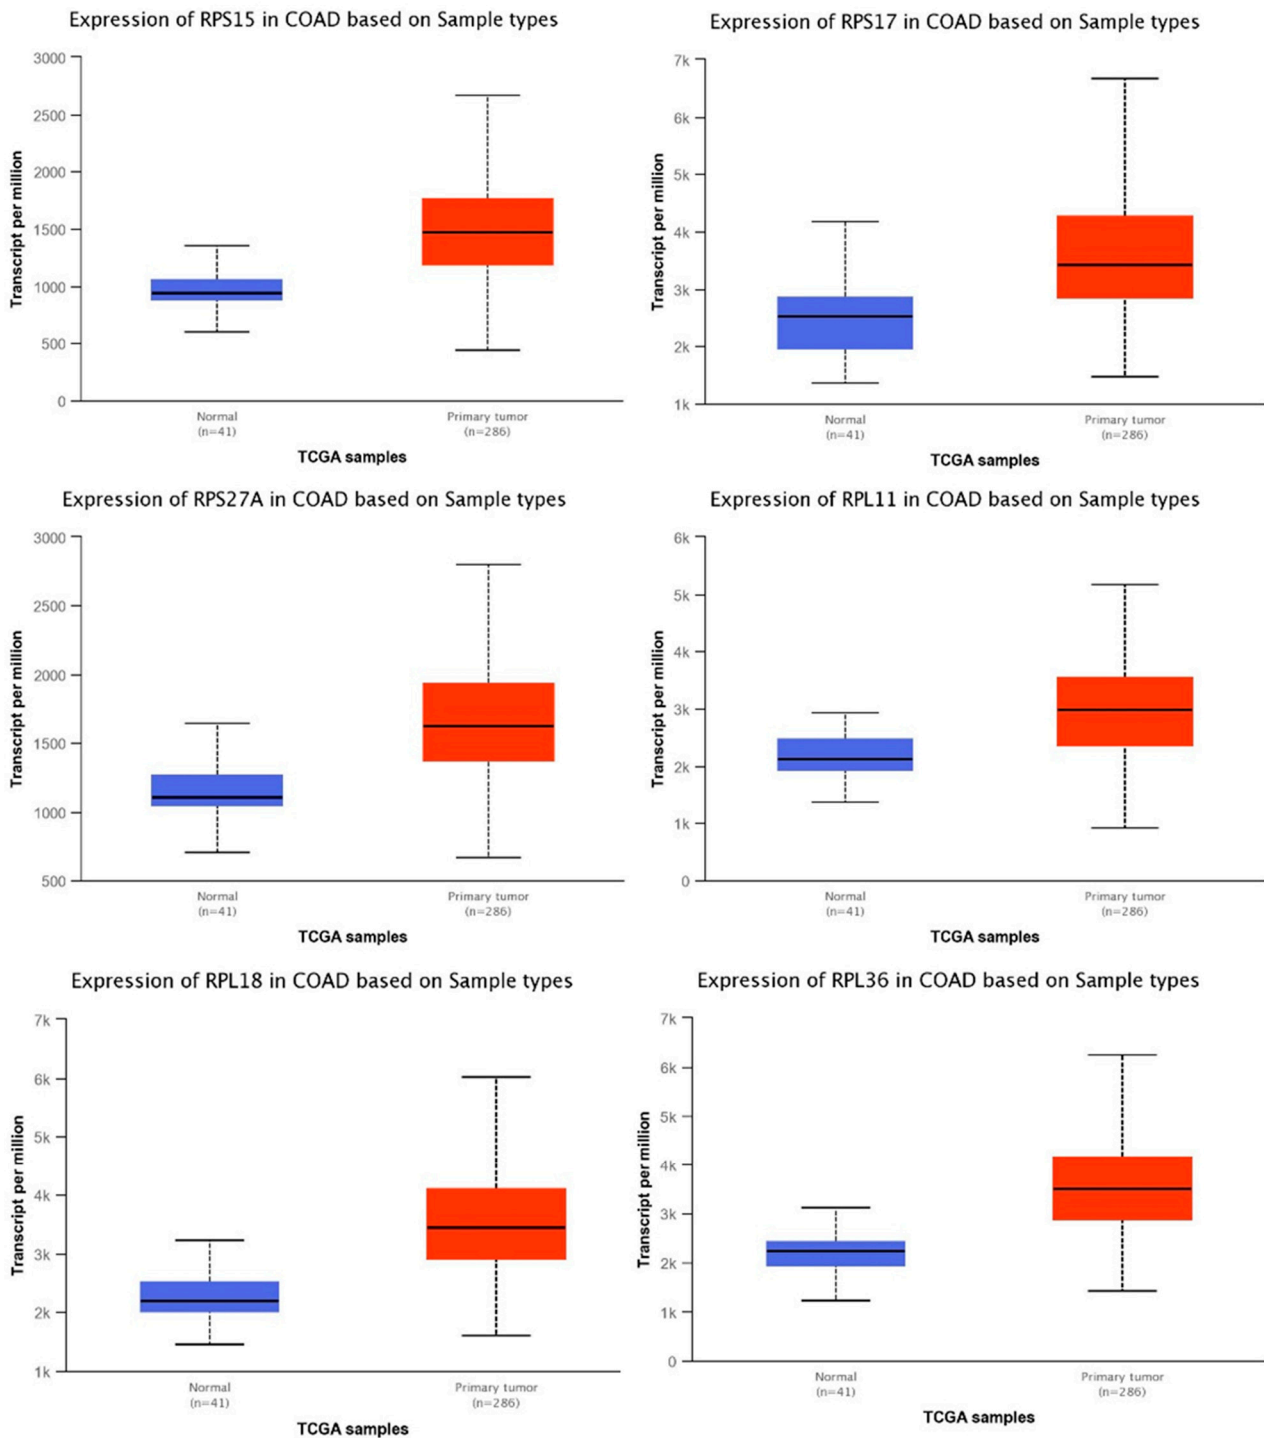 Expression of RPS15 in COAD based on Sample types
Transcript per million
3000
2500
2000
1500
1000
500
0
Normal
(n=41)
Primary tumor
(n=286)
TCGA samples
Expression of RPS17 in COAD based on Sample types
Transcript per million
7k
6k
5k
4k
3k
2k
1k
Normal
(n=41)
Primary tumor
(n=286)
TCGA samples
Expression of RPS27A in COAD based on Sample types
Transcript per million
3000
2500
2000
1500
1000
500
Normal
(n=41)
Primary tumor
(n=286)
TCGA samples
Expression of RPL11 in COAD based on Sample types
Transcript per million
6k
5k
4k
3k
2k
1k
0
Normal
(n=41)
Primary tumor
(n=286)
TCGA samples
Expression of RPL18 in COAD based on Sample types
Transcript per million
7k
6k
5k
4k
3k
2k
1k
Normal
(n=41)
Primary tumor
(n=286)
TCGA samples
Expression of RPL36 in COAD based on Sample types
Transcript per million
7k
6k
5k
4k
3k
2k
1k
0
Normal
(n=41)
Primary tumor
(n=286)
TCGA samples